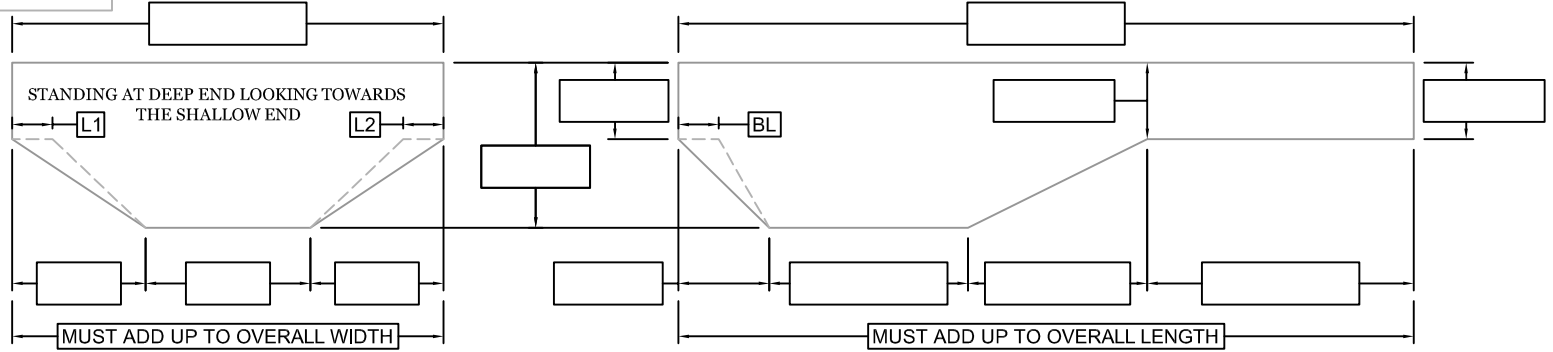 STANDING AT DEEP END LOOKING TOWARDS
THE SHALLOW END
L1
L2
BL
MUST ADD UP TO OVERALL WIDTH
MUST ADD UP TO OVERALL LENGTH